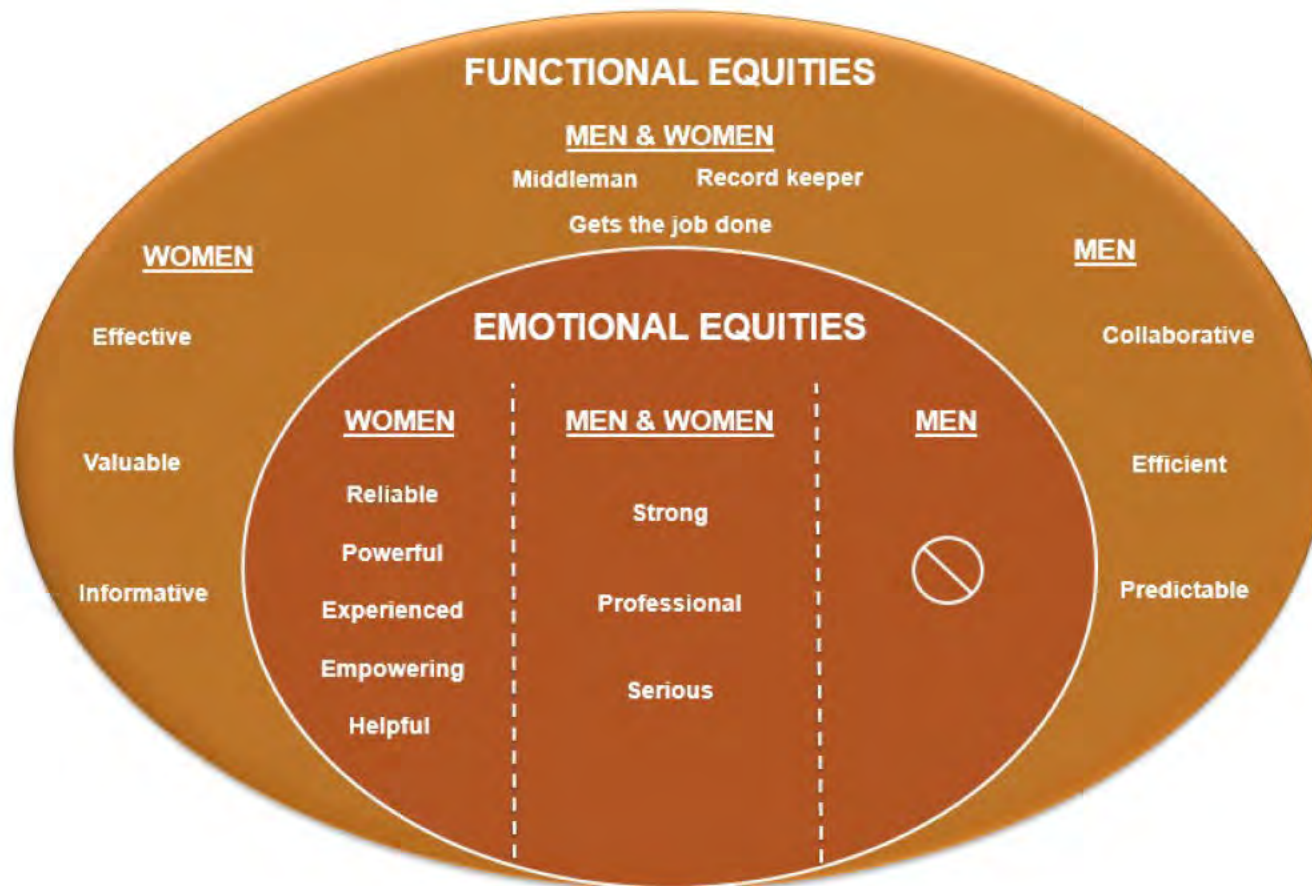 FUNCTIONAL EQUITIES
MEN & WOMEN
Middleman Record keeper
Gets the job done
WOMEN
Effective
Valuable
Informative
MEN
Collaborative
Efficient
Predictable
EMOTIONAL EQUITIES
WOMEN
Reliable
Powerful
Experienced
Empowering
Helpful
MEN & WOMEN
Strong
Professional
Serious
MEN